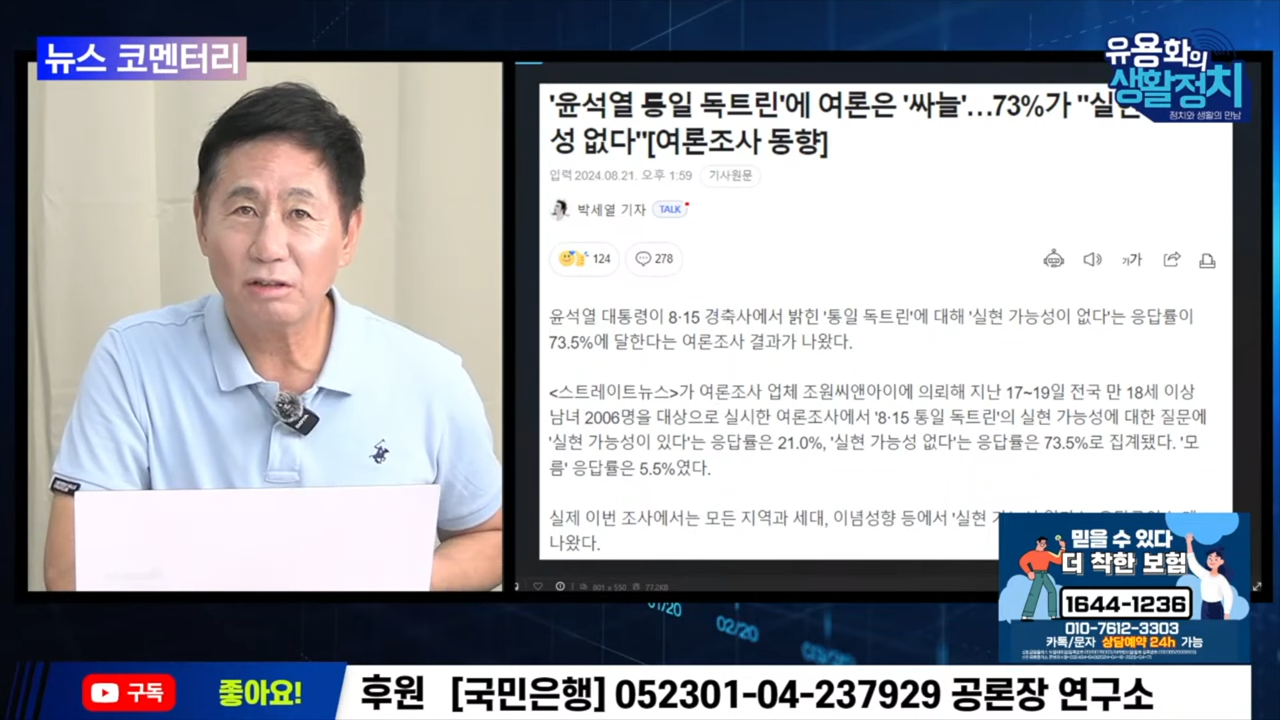 뉴스 코멘터리
유용화의
생활정치
정치와 생활의 만남
'윤석열 통일 독트린'에 여론은 '싸늘'...73%가 "실현
성 없다"[여론조사 동향]
입력 2024.08.21. 오후 1:59 기사원문
박세열 기자 TALK
124 278
가가
윤석열 대통령이 8·15 경축사에서 밝힌 '통일 독트린'에 대해 '실현 가능성이 없다'는 응답률이
73.5%에 달한다는 여론조사 결과가 나왔다.
<스트레이트뉴스>가 여론조사 업체 조원씨앤아이에 의뢰해 지난 17~19일 전국 만 18세 이상
남녀 2006명을 대상으로 실시한 여론조사에서 '8·15 통일 독트린'의 실현 가능성에 대한 질문에
'실현 가능성이 있다'는 응답률은 21.0%, '실현 가능성 없다'는 응답률은 73.5%로 집계됐다. '모
름' 응답률은 5.5%였다.
실제 이번 조사에서는 모든 지역과 세대, 이념성향 등에서 '실현
나왔다.
801 x 550 77.2KB
믿을 수 있다
더 착한 보험
1644-1236
010-7612-3303
카톡/문자 상담예약 24h 가능
01/20
02/20
구독
좋아요!
후원 [국민은행] 052301-04-237929 공론장 연구소